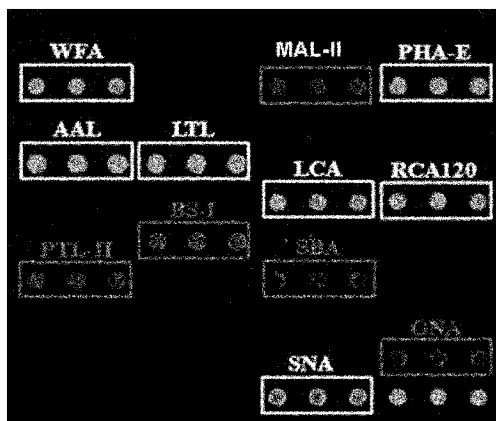 WFA MAL-II PHA-E
AAL LTL
LCA RCA120
BS-I
PTL-II SBA
GNA
SNA